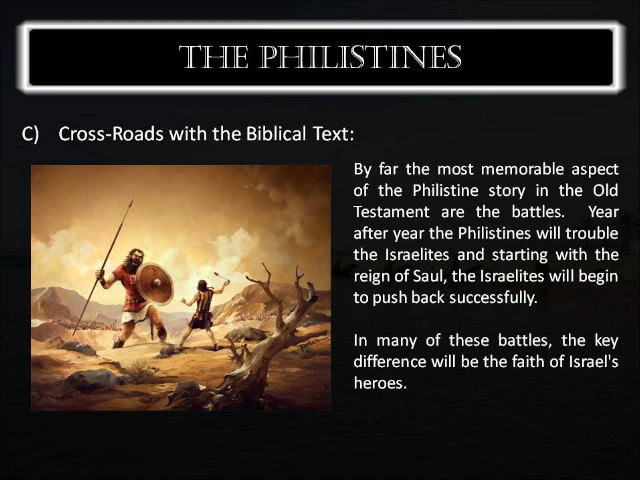 THE PHILISTINES
C) Cross-Roads with the Biblical Text:
By far the most memorable aspect
of the Philistine story in the Old
Testament are the battles. Year
after year the Philistines will trouble
the Israelites and starting with the
reign of Saul, the Israelites will begin
to push back successfully.
In many of these battles, the key
difference will be the faith of Israel's
heroes.